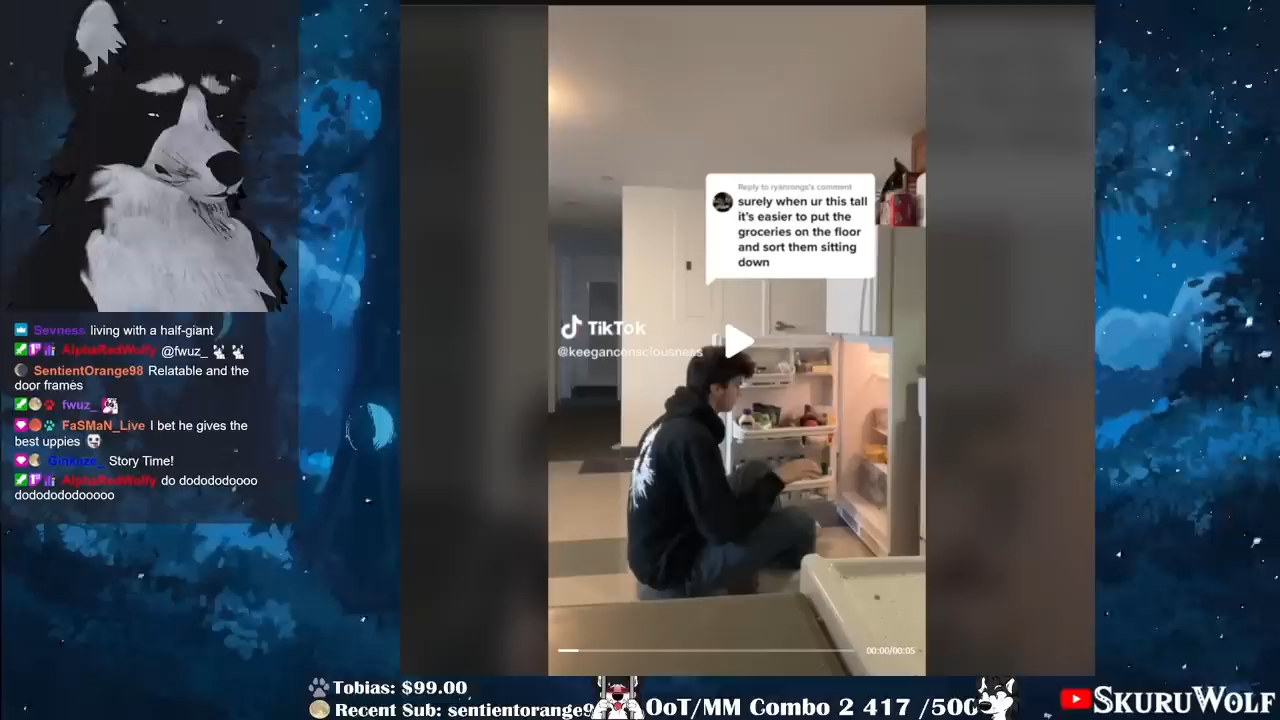 Reply to ryanrongs's comment
surely when ur this tall
it's easier to put the
groceries on the floor
and sort them sitting
down
TikTok
@keeganconsciousness
00:00/00:05
Sevness living with a half-giant
AlphaRedWolfy @fwuz_
SentientOrange98 Relatable and the
door frames
fwuz_
FaSMaN_Live I bet he gives the
best uppies
Ginkaze_ Story Time!
AlphaRedWolfy do dodododoooo
dododododooooo
Tobias: $99.00
Recent Sub: sentientorange9
OoT/MM Combo 2 417 /500
SkuruWolf